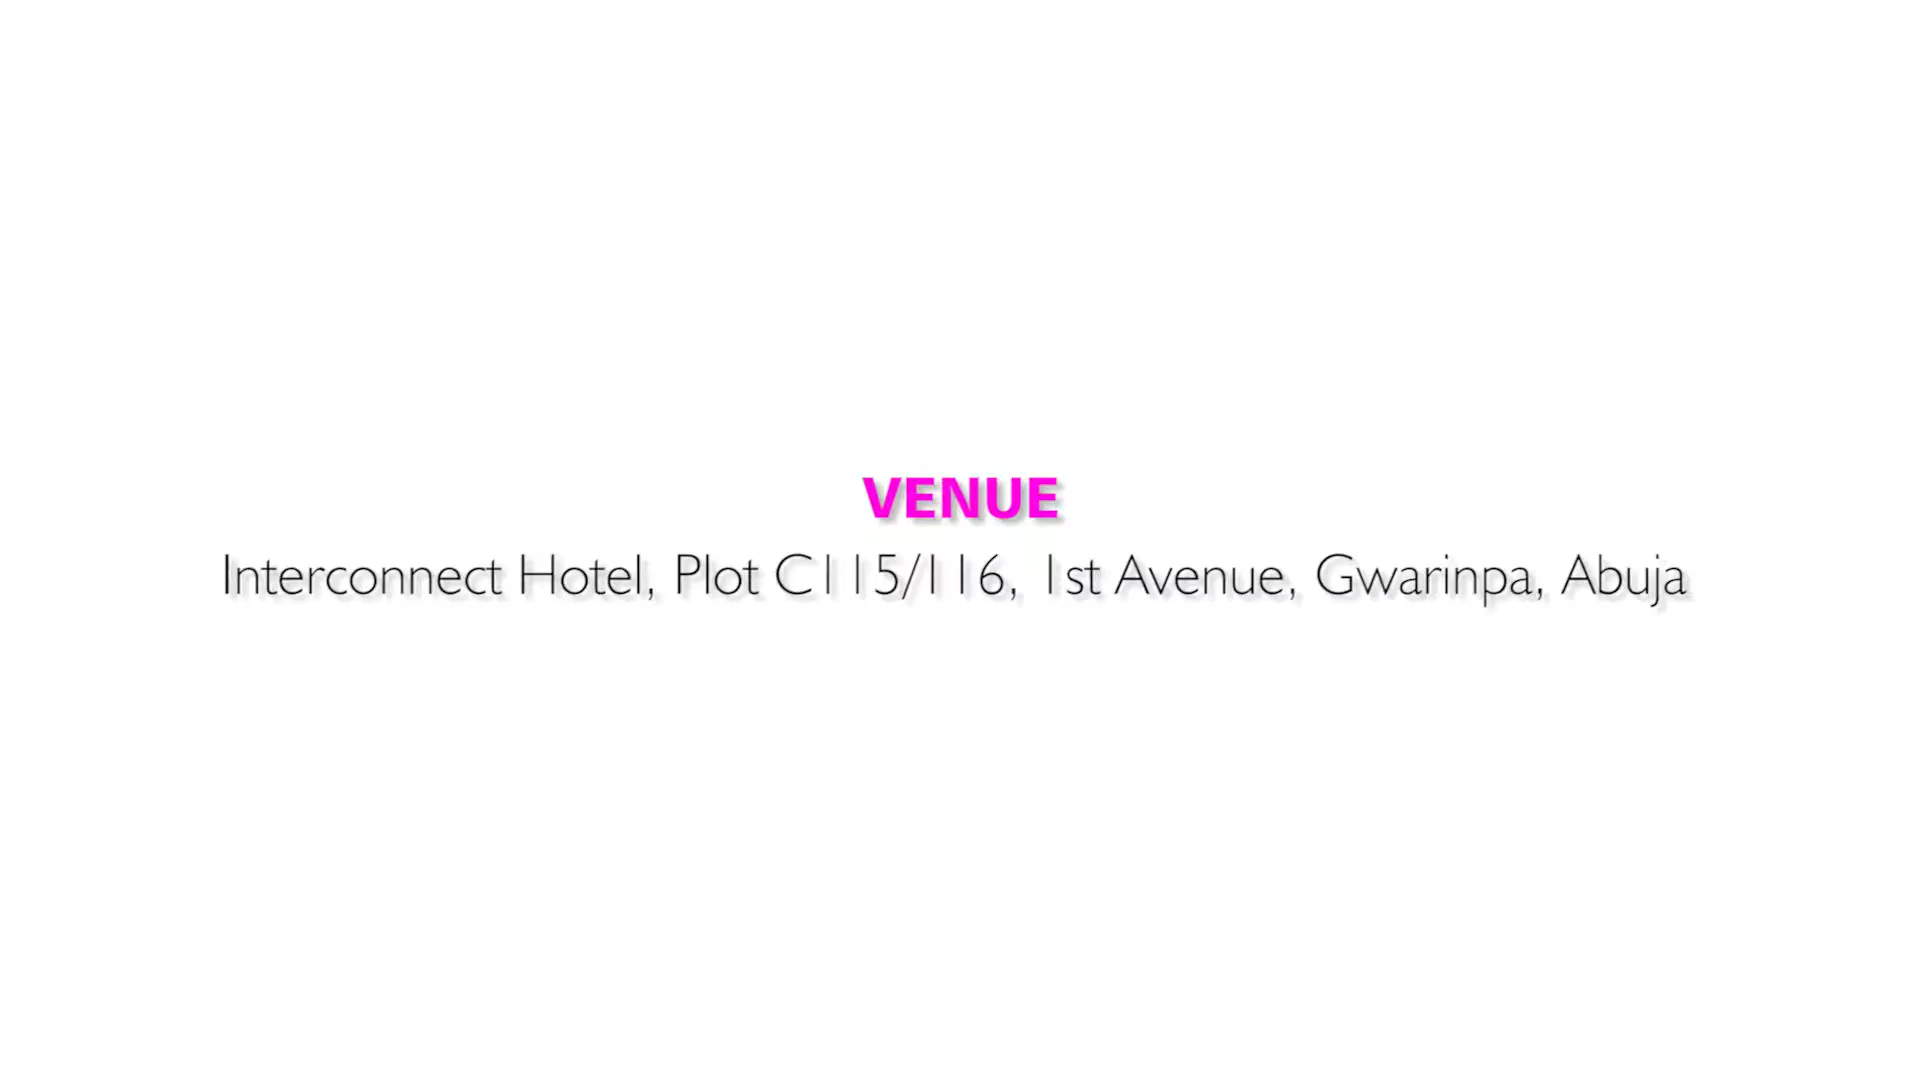 VENUE
Interconnect Hotel, Plot C115/116, 1st Avenue, Gwarinpa, Abuja